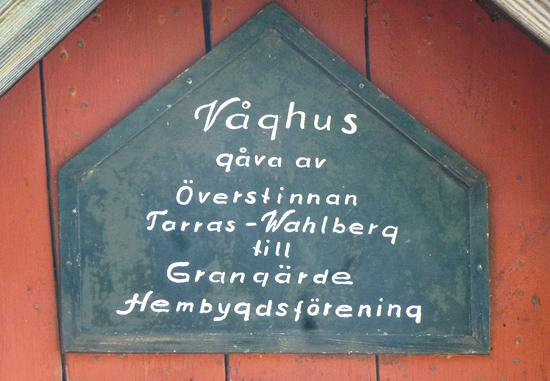 Våghus
gåva av
Överstinnan
Tarras-Wahlberg
till
Grangärde
Hembygdsförening